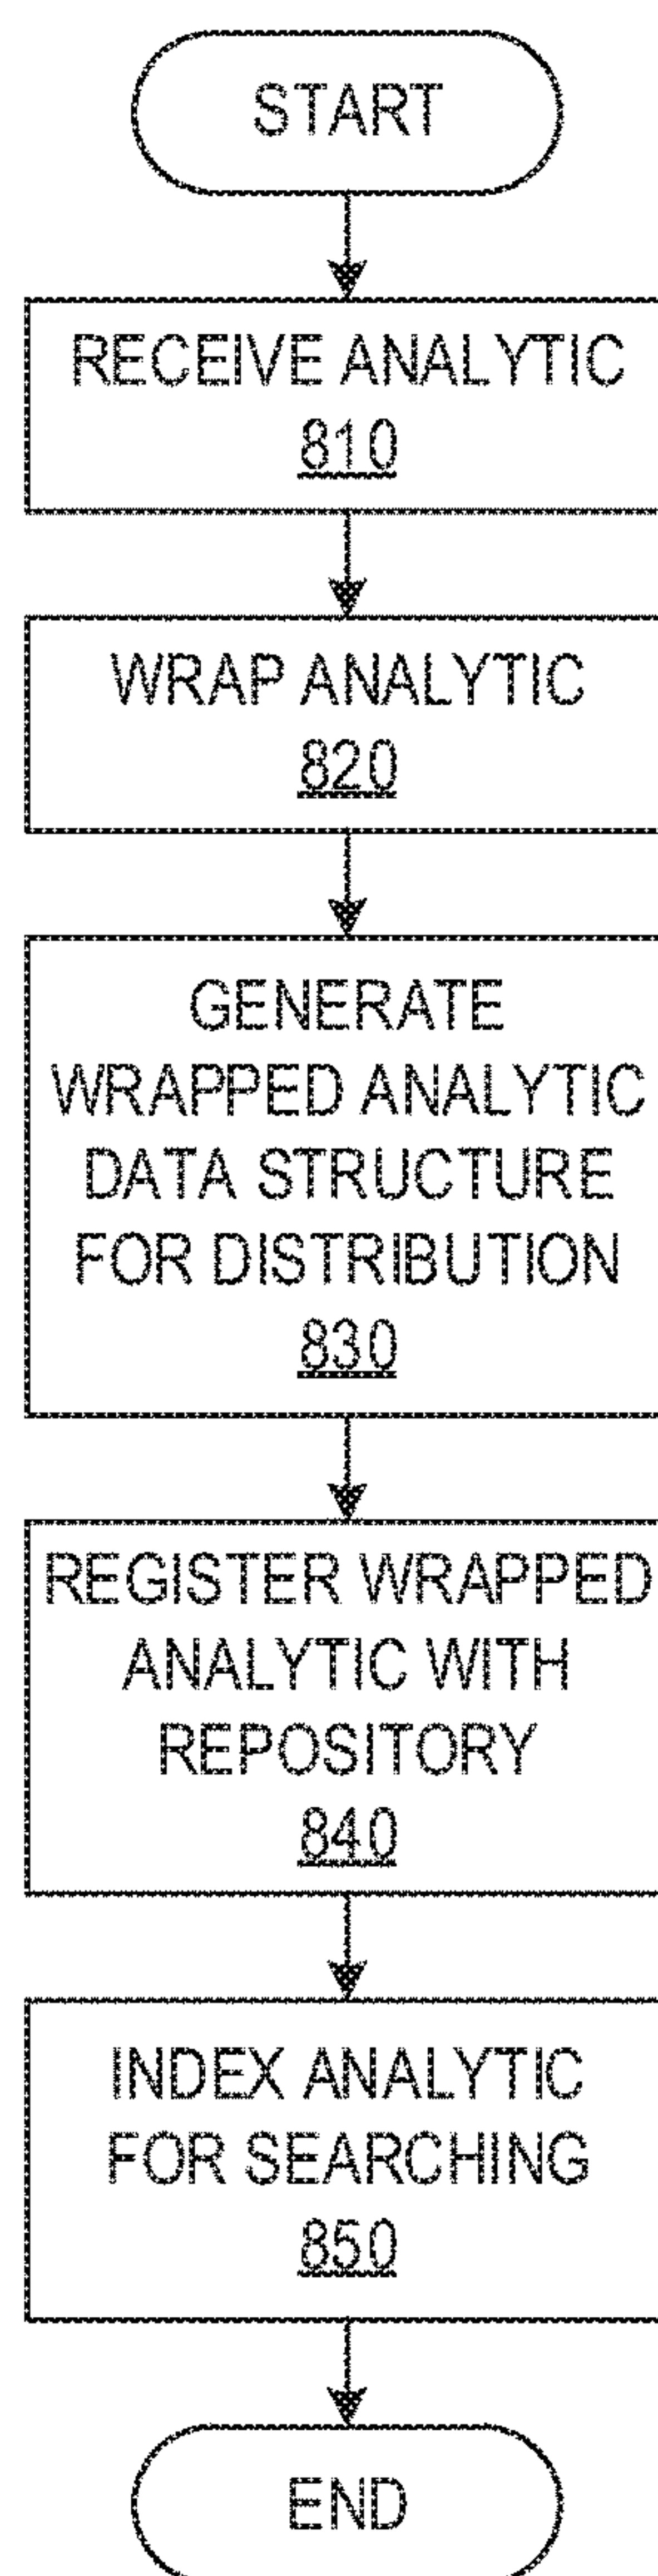 START
RECEIVE ANALYTIC
810
WRAP ANALYTIC
820
GENERATE
WRAPPED ANALYTIC
DATA STRUCTURE
FOR DISTRIBUTION
830
REGISTER WRAPPED
ANALYTIC WITH
REPOSITORY
840
INDEX ANALYTIC
FOR SEARCHING
850
END